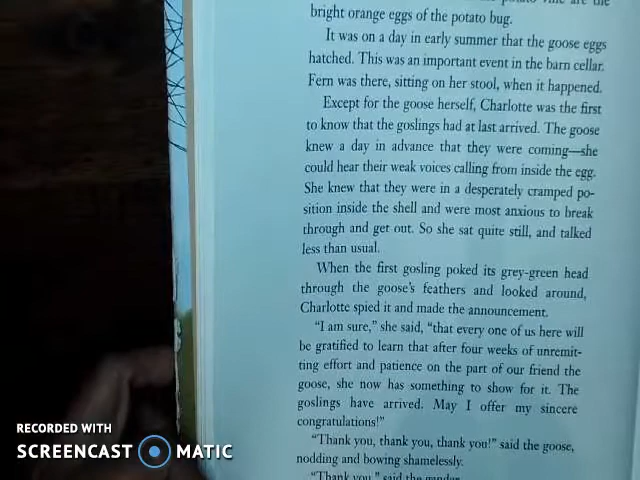 bright orange eggs of the potato bug.
It was on a day in early summer that the goose eggs
hatched. This was an important event in the barn cellar.
Fern was there, sitting on her stool, when it happened.
Except for the goose herself, Charlotte was the first
to know that the goslings had at last arrived. The goose
knew a day in advance that they were coming—she
could hear their weak voices calling from inside the egg.
She knew that they were in a desperately cramped po-
sition inside the shell and were most anxious to break
through and get out. So she sat quite still, and talked
less than usual.
When the first gosling poked its grey-green head
through the goose's feathers and looked around,
Charlotte spied it and made the announcement.
"I am sure," she said, "that every one of us here will
be gratified to learn that after four weeks of unremit-
ting effort and patience on the part of our friend the
goose, she now has something to show for it. The
goslings have arrived. May I offer my sincere
congratulations!"
"Thank you, thank you, thank you!" said the goose,
nodding and bowing shamelessly.
"Thank you," said the gander.
RECORDED WITH
SCREENCAST MATIC